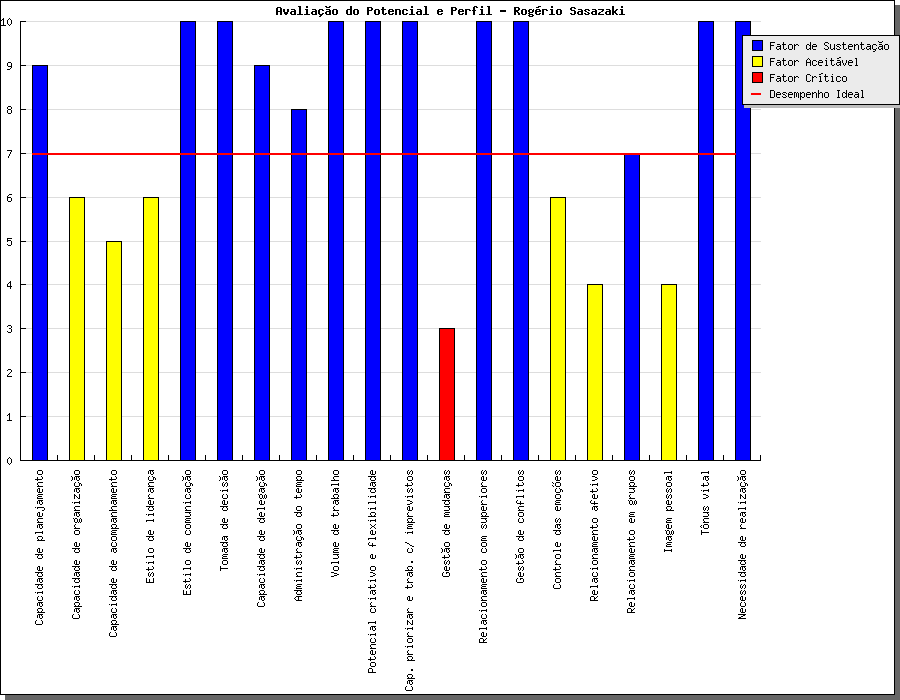 Avaliação do Potencial e Perfil - Rogério Sasazaki
Fator de Sustentação
Fator Aceitável
Fator Crítico
Desempenho Ideal
10
9
8
7
6
5
4
3
2
1
0
Capacidade de planejamento
Capacidade de organização
Capacidade de acompanhamento
Estilo de liderança
Estilo de comunicação
Tomada de decisão
Capacidade de delegação
Administração do tempo
Volume de trabalho
Potencial criativo e flexibilidade
Cap. priorizar e trab. c/ imprevistos
Gestão de mudanças
Relacionamento com superiores
Gestão de conflitos
Controle das emoções
Relacionamento afetivo
Relacionamento em grupos
Imagem pessoal
Tônus vital
Necessidade de realização